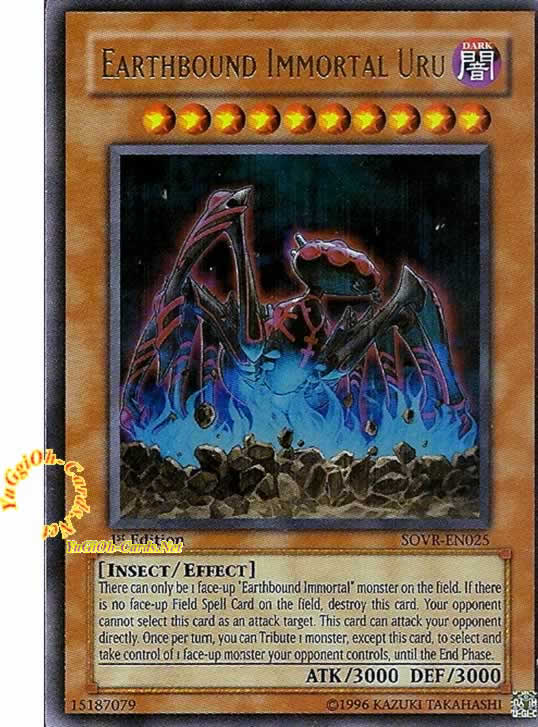 EARTHBOUND IMMORTAL URU
DARK
闇
YuGgiOh-Cards.Net
1st Edition
SOVR-EN025
YuGiOh-Cards.Net
[INSECT/EFFECT]
There can only be 1 face-up "Earthbound Immortal" monster on the field. If there
is no face-up Field Spell Card on the field, destroy this card. Your opponent
cannot select this card as an attack target. This card can attack your opponent
directly. Once per turn, you can Tribute 1 monster, except this card, to select and
take control of 1 face-up monster your opponent controls, until the End Phase.
ATK/3000 DEF/3000
15187079
©1996 KAZUKI TAKAHASHI